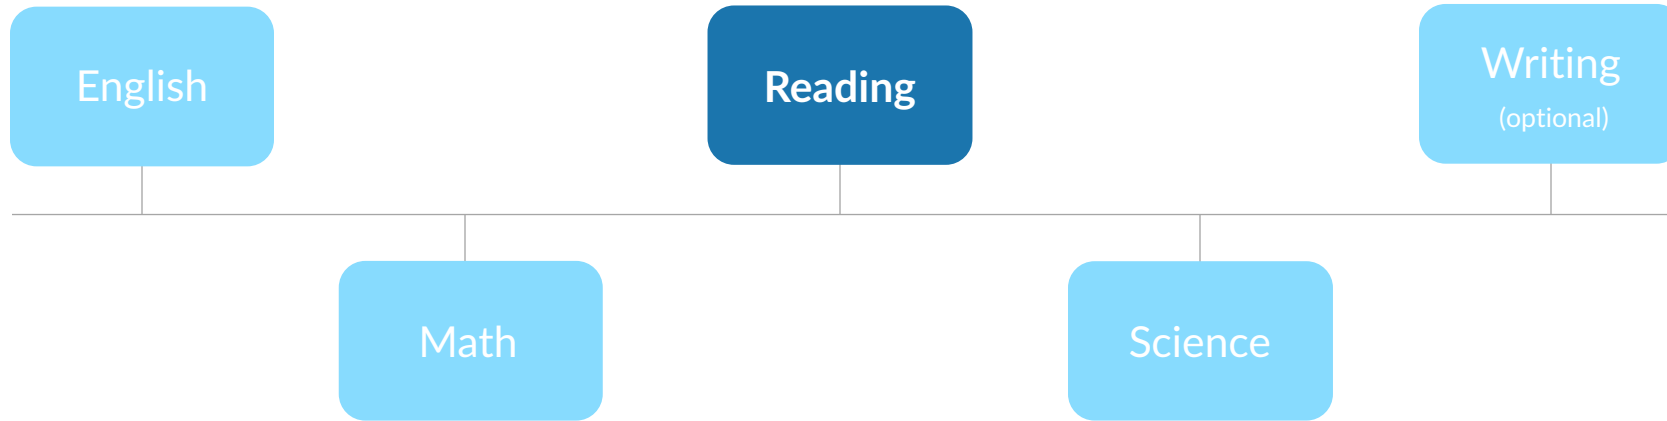 English
Reading
Writing
(optional)
Math
Science